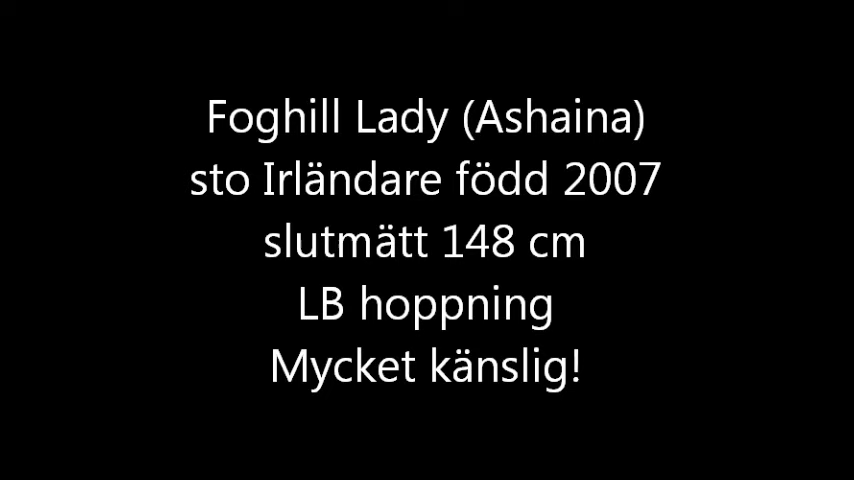 Foghill Lady (Ashaina)
sto Irländare född 2007
slutmätt 148 cm
LB hoppning
Mycket känslig!